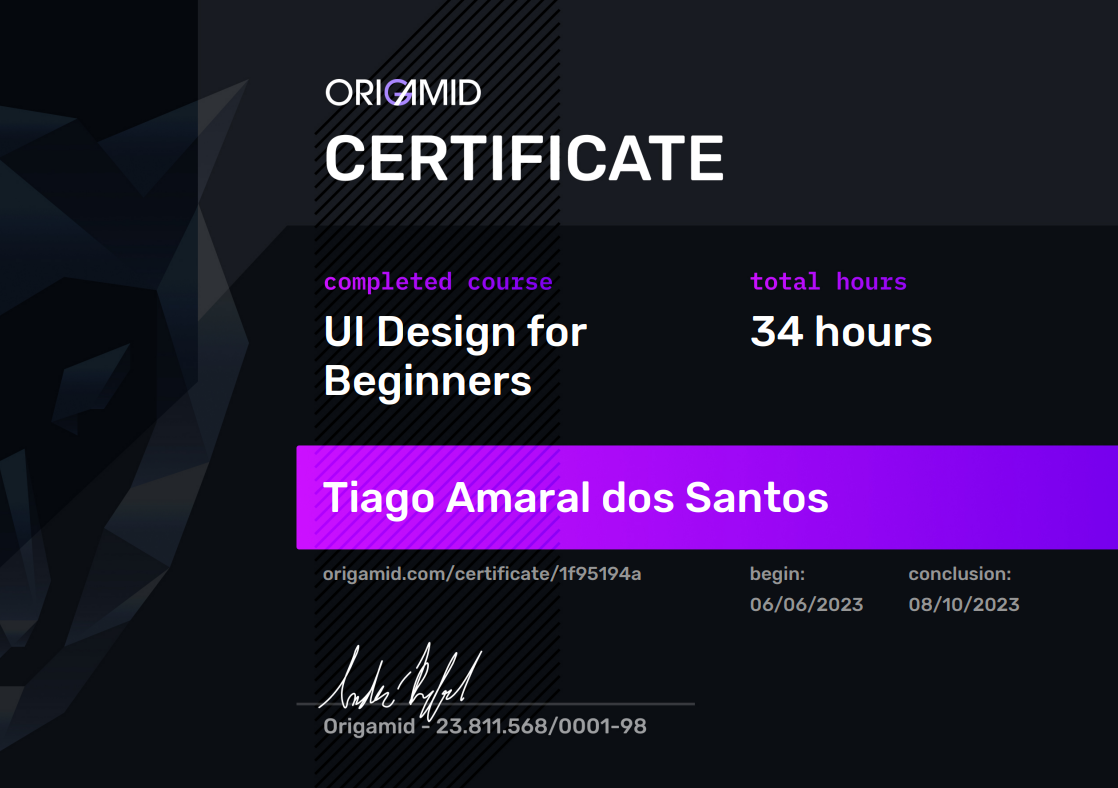 ORIGAMID
CERTIFICATE
completed course
total hours
UI Design for
Beginners
34 hours
Tiago Amaral dos Santos
origamid.com/certificate/1f95194a
begin:
conclusion:
06/06/2023
08/10/2023
Origamid - 23.811.568/0001-98